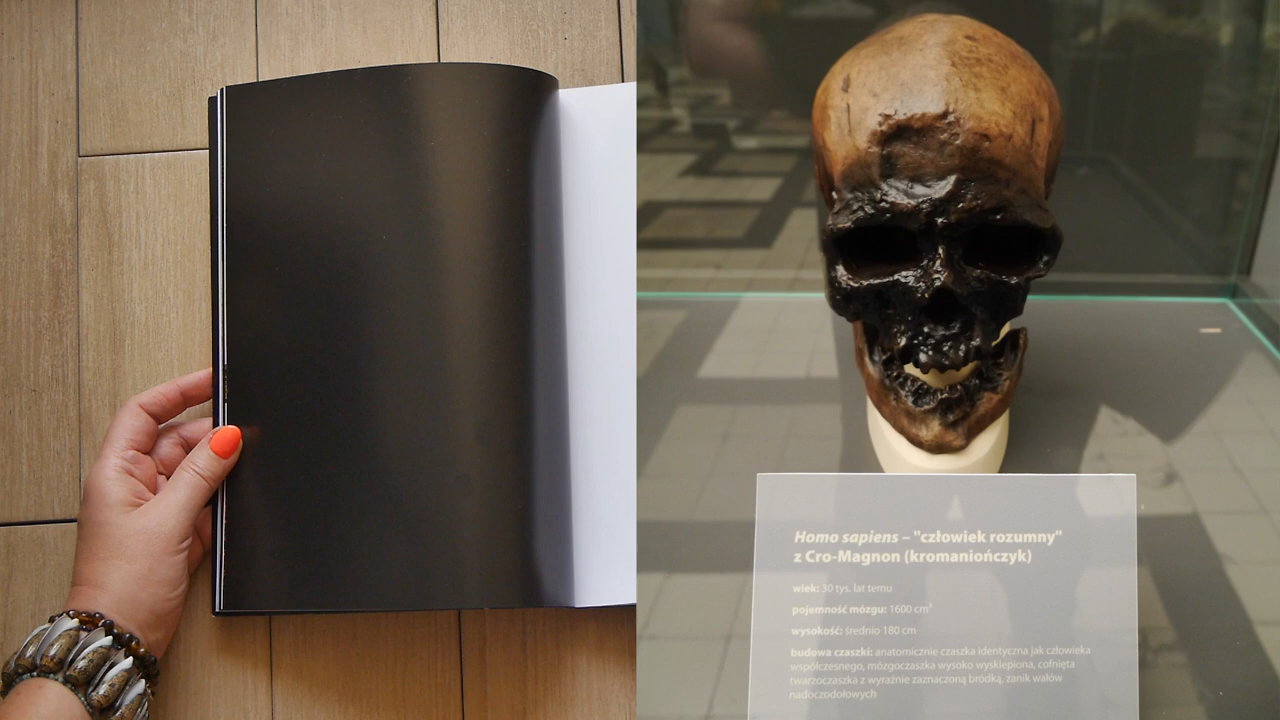 Homo sapiens – "człowiek rozumny"
z Cro-Magnon (kromaniończyk)
wiek: 30 tys. lat temu
pojemność mózgu: 1600 cm³
wysokość: średnio 180 cm
budowa czaszki: anatomicznie czaszka identyczna jak człowieka
współczesnego, mózgoczaszka wysoko wysklepiona, cofnięta
twarzoczaszka z wyraźnie zaznaczoną bródką, zanik wałów
nadoczodołowych